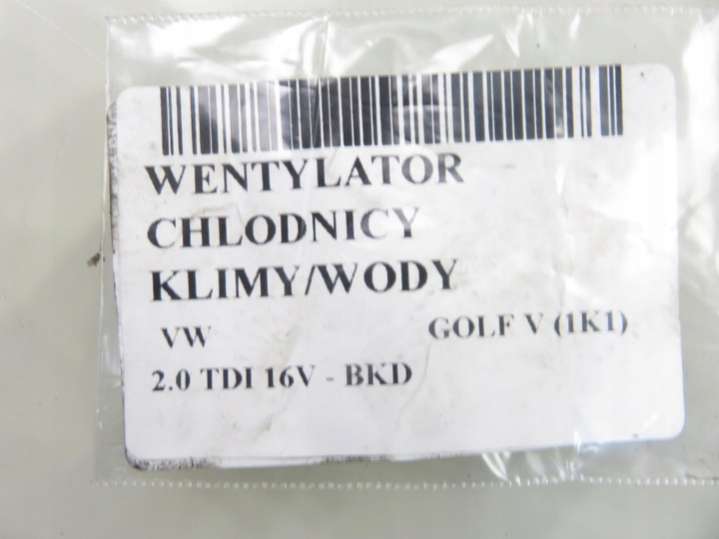 WENTYLATOR
CHLODNICY
KLIMY/WODY
VW GOLF V (1K1)
2.0 TDI 16V - BKD